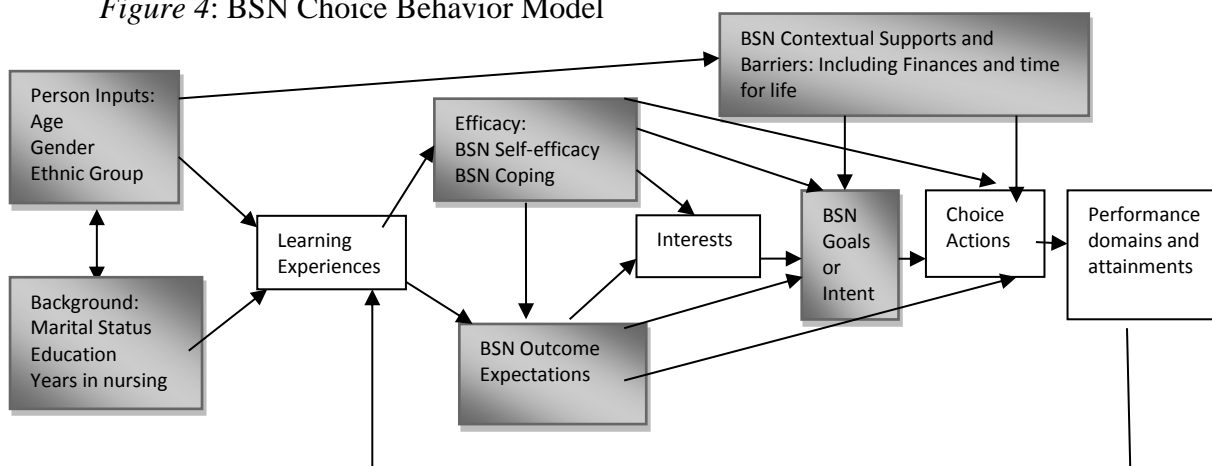 Figure 4: BSN Choice Behavior Model
BSN Contextual Supports and
Barriers: Including Finances and time
for life
Person Inputs:
Age
Gender
Ethnic Group
Efficacy:
BSN Self-efficacy
BSN Coping
Learning
Experiences
Interests
BSN
Goals
or
Intent
Choice
Actions
Performance
domains and
attainments
Background:
Marital Status
Education
Years in nursing
BSN Outcome
Expectations